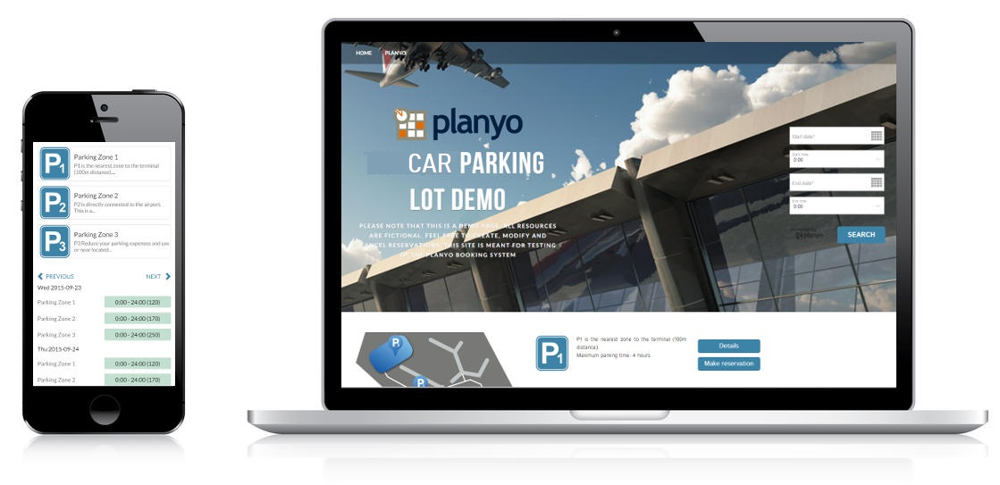 P1
Parking Zone 1
P1 is the nearest zone to the terminal
(100m distance)....
P2
Parking Zone 2
P2 is directly connected to the airport.
This is a...
P3
Parking Zone 3
P3 Reduce your parking expenses and use
or near located...
PREVIOUS NEXT
Wed 2015-09-23
Parking Zone 1 0:00 - 24:00 (120)
Parking Zone 2 0:00 - 24:00 (170)
Parking Zone 3 0:00 - 24:00 (250)
Thu 2015-09-24
Parking Zone 1 0:00 - 24:00 (120)
Parking Zone 2 0:00 - 24:00 (170)
HOME PLANYO
planyo
CAR PARKING
LOT DEMO
PLEASE NOTE THAT THIS IS A DEMO PAGE. ALL RESOURCES
ARE FICTIONAL. FEEL FREE TO CREATE, MODIFY AND
CANCEL RESERVATIONS. THIS SITE IS MEANT FOR TESTING
OF THE PLANYO BOOKING SYSTEM
Start date*
Start time
0:00
End date*
End time
0:00
powered by
planyo
SEARCH
P
P
P1
P1 is the nearest zone to the terminal (100m
distance)
Maximum parking time: 4 hours
Details
Make reservation